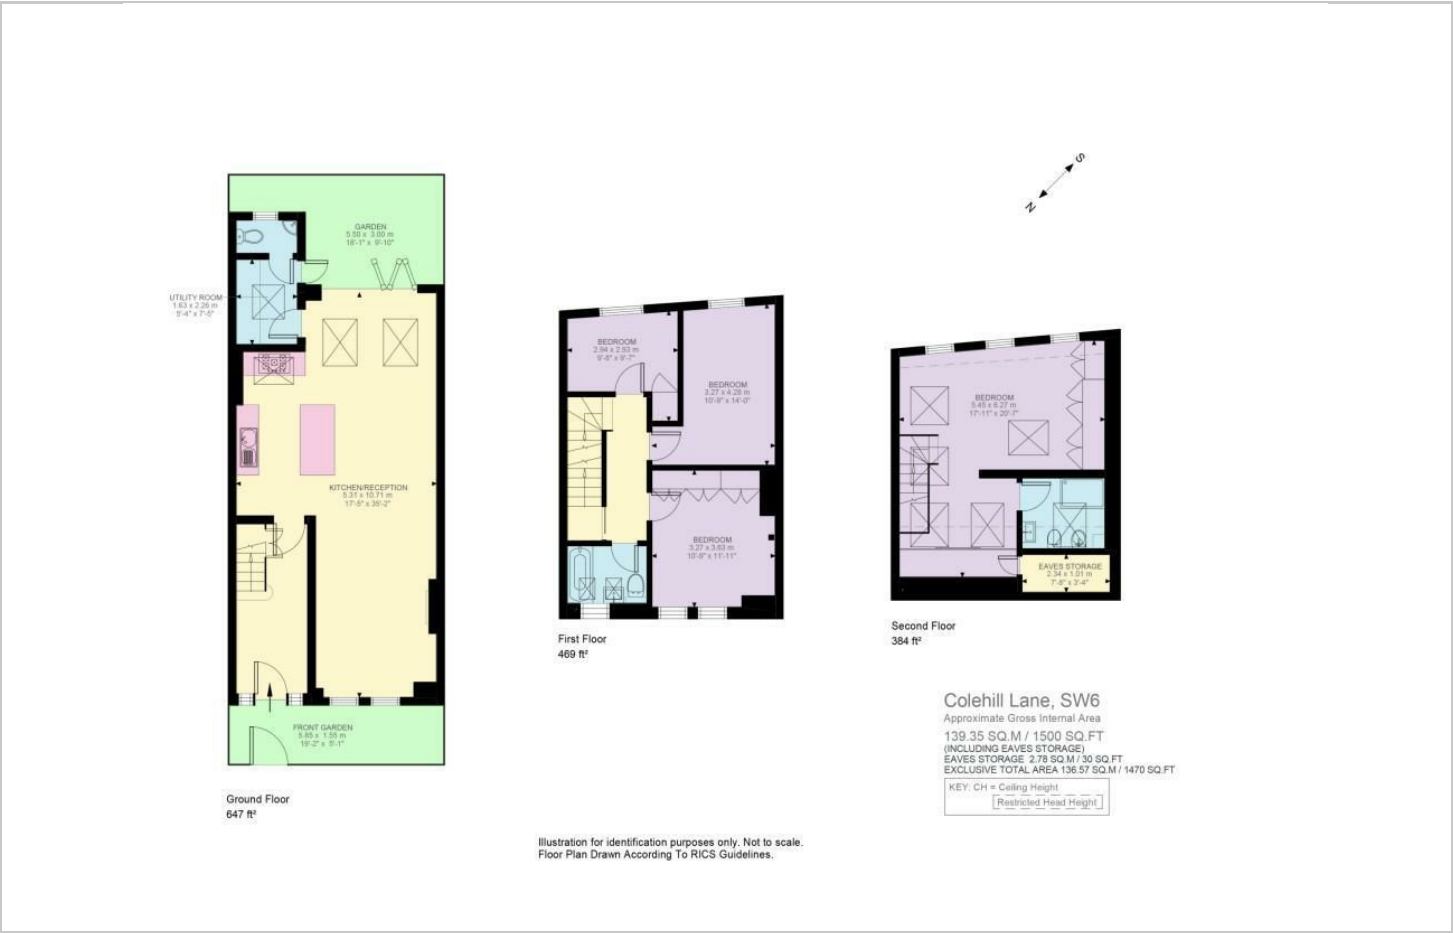 S
N
GARDEN
5.50 x 3.00 m
18'-1" x 9'-10"
UTILITY ROOM
1.63 x 2.26 m
5'-4" x 7'-5"
KITCHEN/RECEPTION
5.31 x 10.71 m
17'-5" x 35'-2"
FRONT GARDEN
5.85 x 1.55 m
19'-2" x 5'-1"
Ground Floor
647 ft²
BEDROOM
2.94 x 2.93 m
9'-8" x 9'-7"
BEDROOM
3.27 x 4.28 m
10'-9" x 14'-0"
BEDROOM
3.27 x 3.63 m
10'-9" x 11'-11"
First Floor
469 ft²
BEDROOM
5.45 x 6.27 m
17'-11" x 20'-7"
EAVES STORAGE
2.34 x 1.01 m
7'-8" x 3'-4"
Second Floor
384 ft²
Colehill Lane, SW6
Approximate Gross Internal Area
139.35 SQ.M / 1500 SQ.FT
(INCLUDING EAVES STORAGE)
EAVES STORAGE 2.78 SQ.M / 30 SQ.FT
EXCLUSIVE TOTAL AREA 136.57 SQ.M / 1470 SQ.FT
KEY: CH = Ceiling Height
Restricted Head Height
Illustration for identification purposes only. Not to scale.
Floor Plan Drawn According To RICS Guidelines.